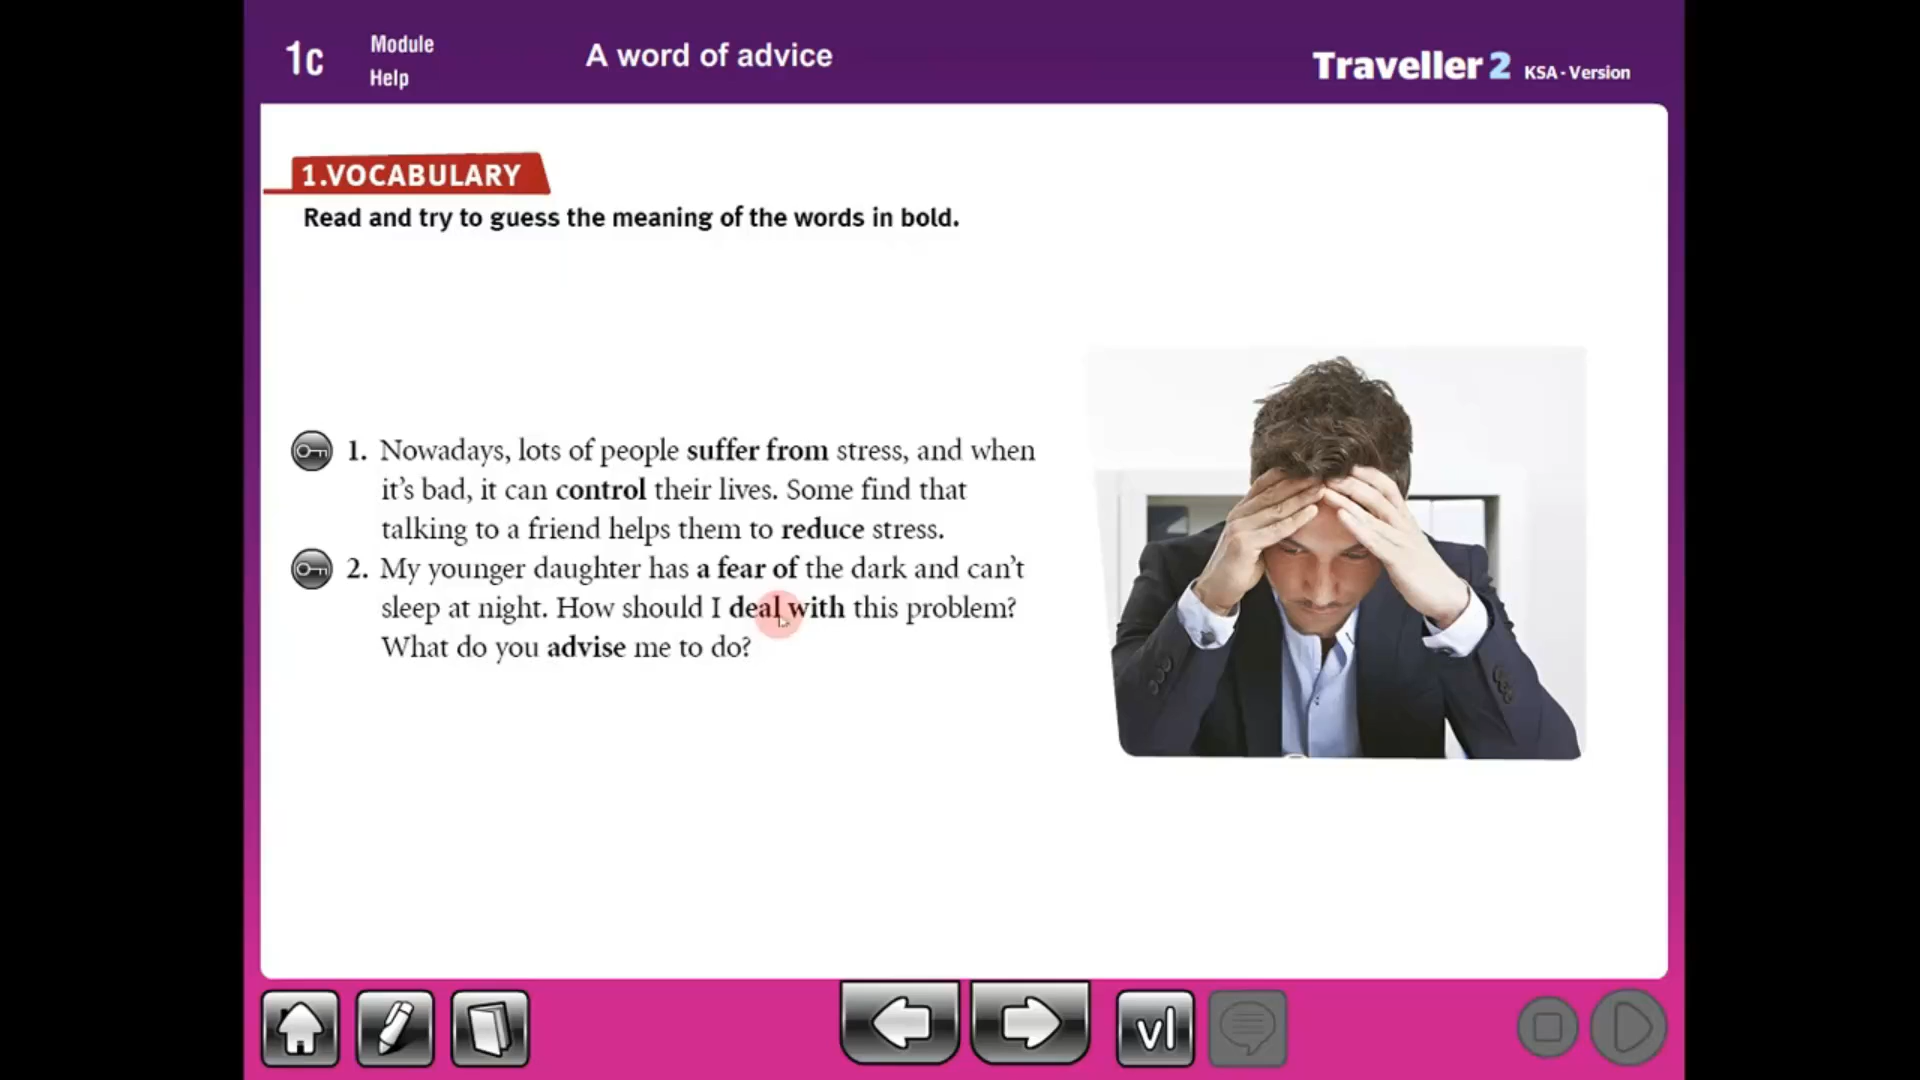 1c
Module
Help
A word of advice
Traveller 2 KSA - Version
1.VOCABULARY
Read and try to guess the meaning of the words in bold.
1. Nowadays, lots of people suffer from stress, and when
it's bad, it can control their lives. Some find that
talking to a friend helps them to reduce stress.
2. My younger daughter has a fear of the dark and can't
sleep at night. How should I deal with this problem?
What do you advise me to do?
vl